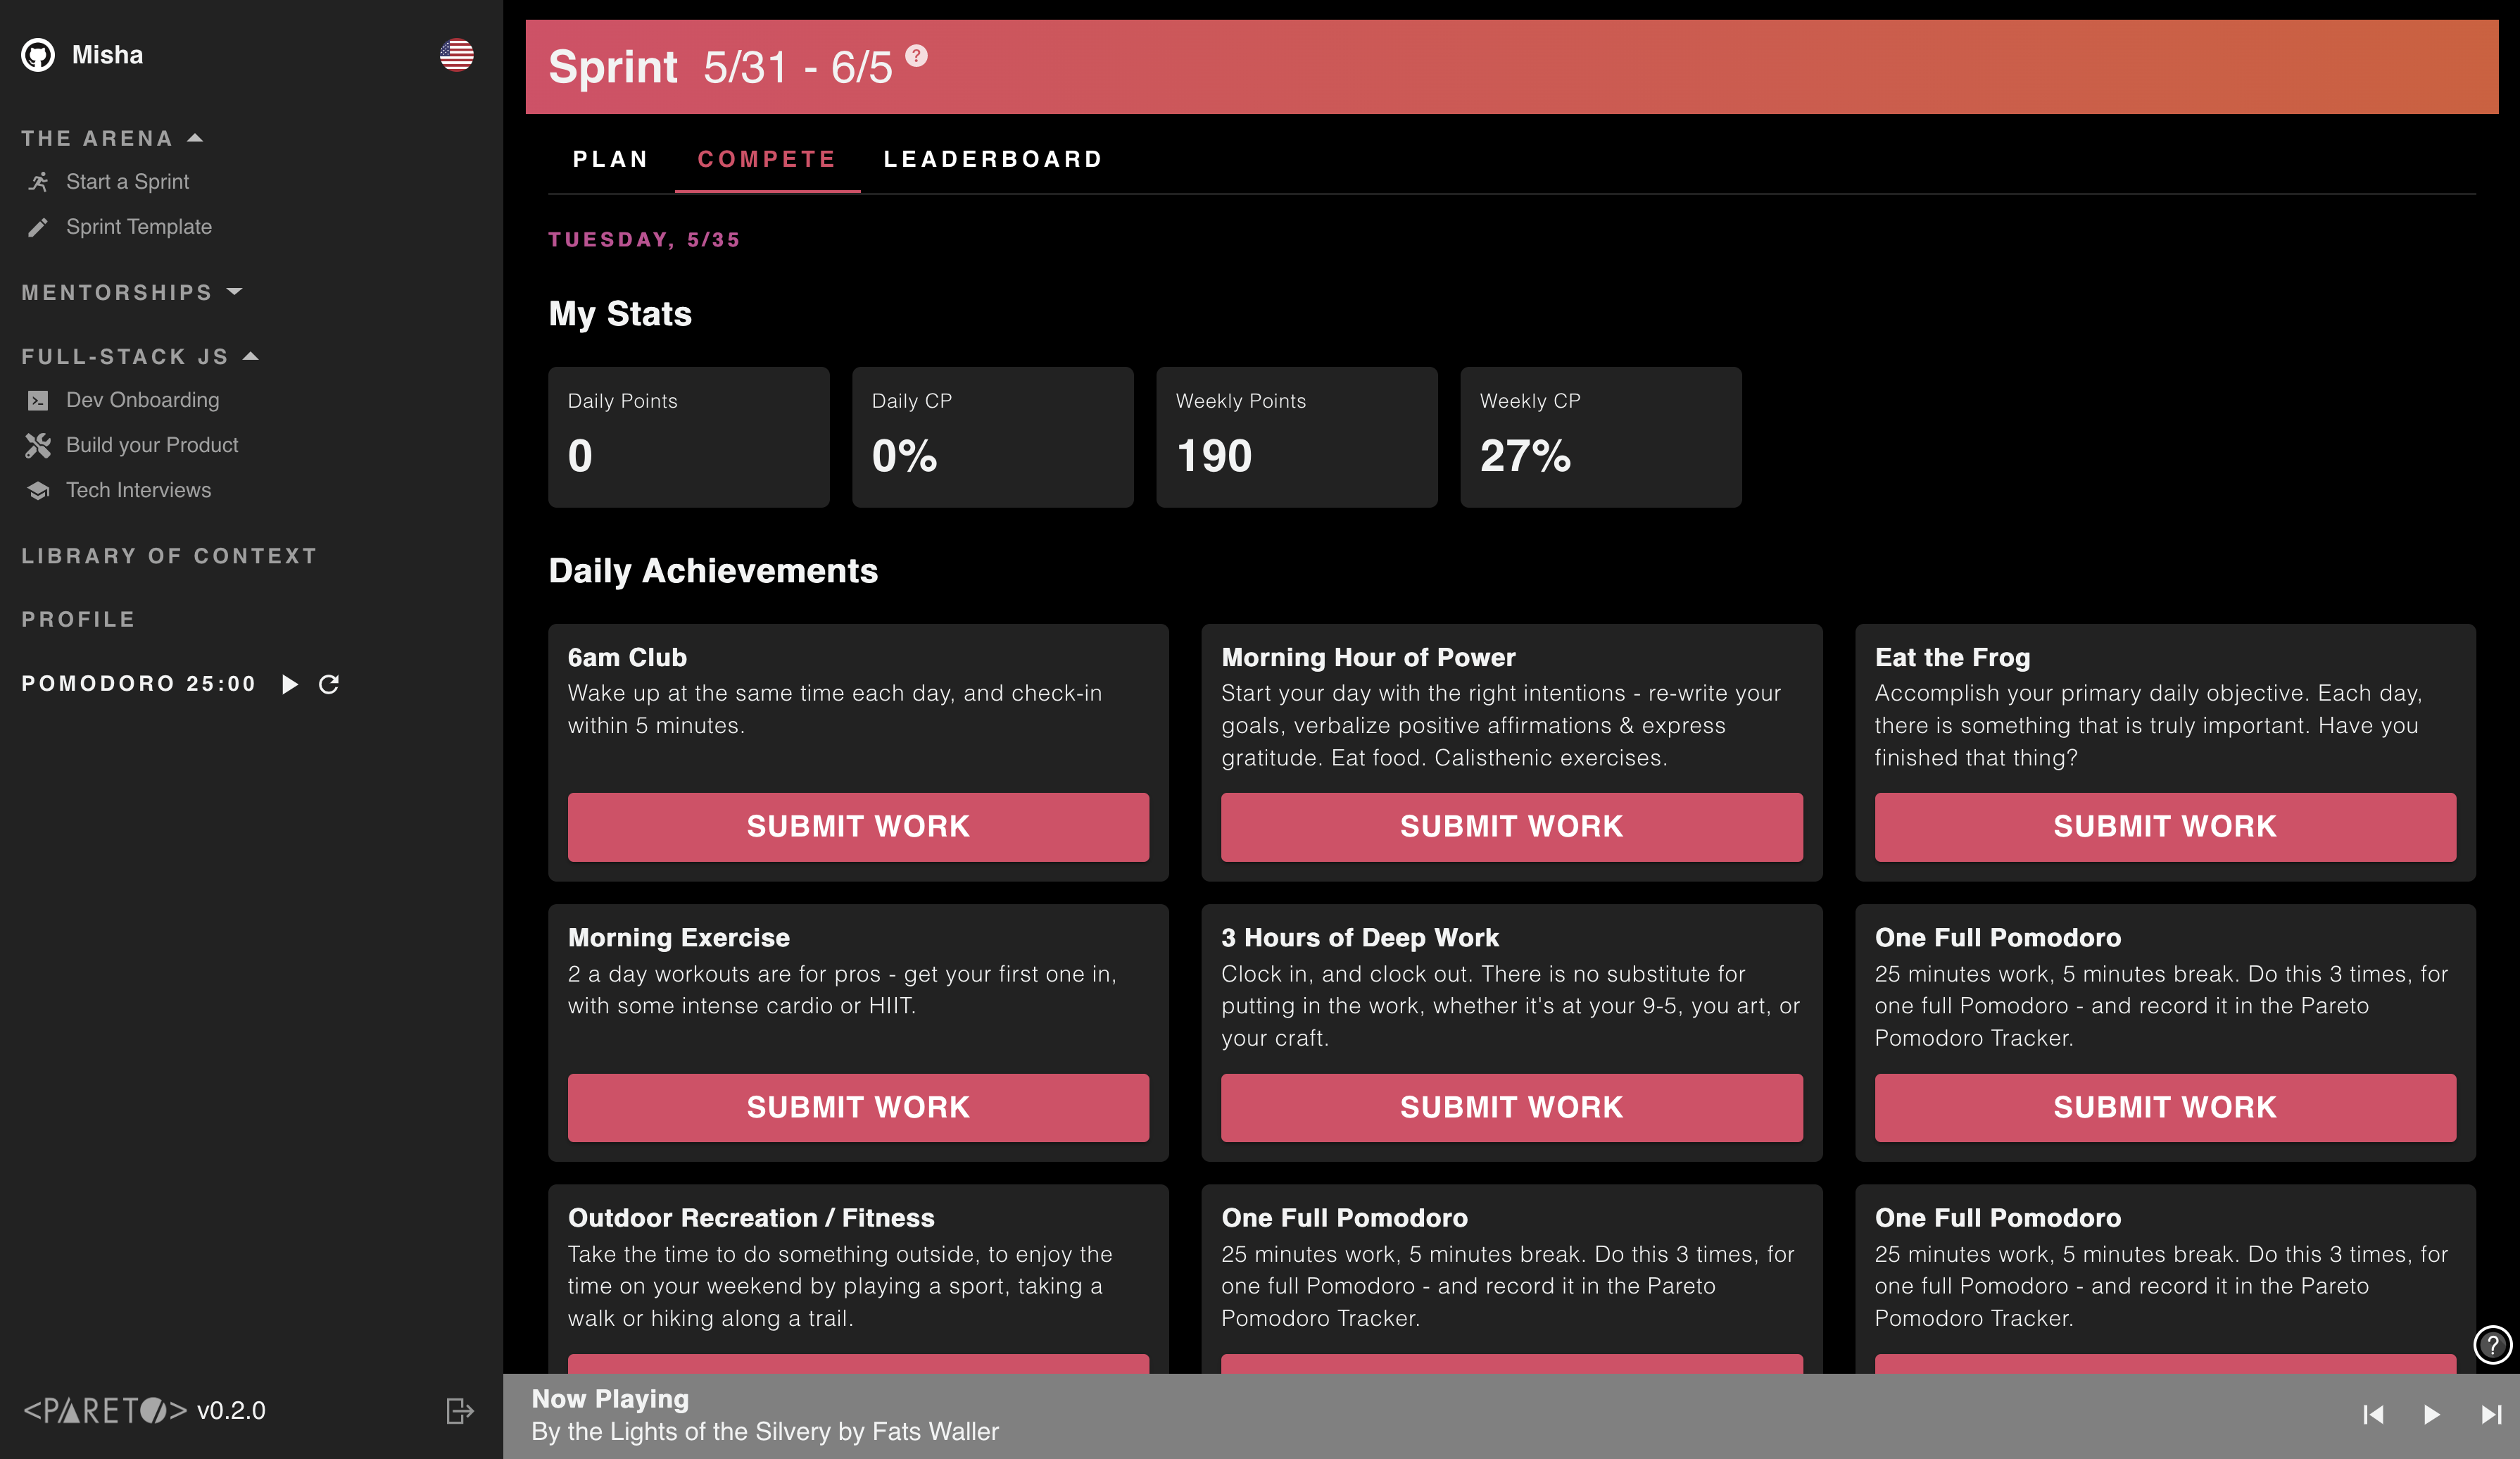 Misha
THE ARENA
Start a Sprint
Sprint Template
MENTORSHIPS
FULL-STACK JS
Dev Onboarding
Build your Product
Tech Interviews
LIBRARY OF CONTEXT
PROFILE
POMODORO 25:00
<PARETO> v0.2.0
Sprint 5/31 - 6/5 ?
PLAN COMPETE LEADERBOARD
TUESDAY, 5/35
My Stats
Daily Points
0
Daily CP
0%
Weekly Points
190
Weekly CP
27%
Daily Achievements
6am Club
Wake up at the same time each day, and check-in
within 5 minutes.
SUBMIT WORK
Morning Hour of Power
Start your day with the right intentions - re-write your
goals, verbalize positive affirmations & express
gratitude. Eat food. Calisthenic exercises.
SUBMIT WORK
Eat the Frog
Accomplish your primary daily objective. Each day,
there is something that is truly important. Have you
finished that thing?
SUBMIT WORK
Morning Exercise
2 a day workouts are for pros - get your first one in,
with some intense cardio or HIIT.
SUBMIT WORK
3 Hours of Deep Work
Clock in, and clock out. There is no substitute for
putting in the work, whether it's at your 9-5, you art, or
your craft.
SUBMIT WORK
One Full Pomodoro
25 minutes work, 5 minutes break. Do this 3 times, for
one full Pomodoro - and record it in the Pareto
Pomodoro Tracker.
SUBMIT WORK
Outdoor Recreation / Fitness
Take the time to do something outside, to enjoy the
time on your weekend by playing a sport, taking a
walk or hiking along a trail.
One Full Pomodoro
25 minutes work, 5 minutes break. Do this 3 times, for
one full Pomodoro - and record it in the Pareto
Pomodoro Tracker.
One Full Pomodoro
25 minutes work, 5 minutes break. Do this 3 times, for
one full Pomodoro - and record it in the Pareto
Pomodoro Tracker.
?
Now Playing
By the Lights of the Silvery by Fats Waller